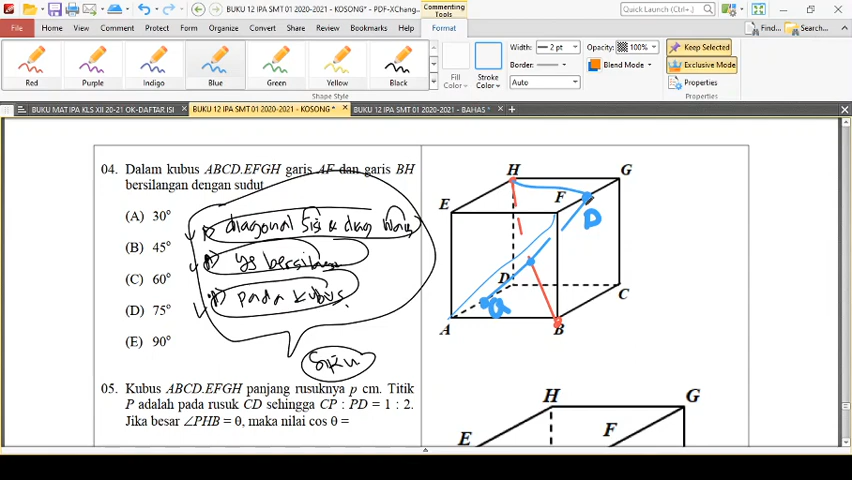 BUKU 12 IPA SMT 01 2020-2021 - KOSONG* - PDF-XChang
Commenting Tools
Quick Launch (Ctrl+.)
File Home View Comment Protect Organize Convert Share Review Bookmarks Help Format
Find... Search...
Red Purple Indigo Blue Green Yellow Black
Fill Color
Stroke Color
Width: 2 pt
Border:
Auto
Opacity: 100%
Blend Mode
Keep Selected
Exclusive Mode
Properties
Shape Style
Properties
BUKU MAT IPA KLS XII 20-21 OK-DAFTAR ISI
BUKU 12 IPA SMT 01 2020-2021 - KOSONG *
BUKU 12 IPA SMT 01 2020-2021 - BAHAS *
04. Dalam kubus ABCD.EFGH garis AF dan garis BH
bersilangan dengan sudut
(A) 30°
(B) 45°
(C) 60°
(D) 75°
(E) 90°
diagonal sisi & diag
yg bersilangan
pada kubus
siku
H G
E F
P
D C
Q
A B
05. Kubus ABCD.EFGH panjang rusuknya p cm. Titik
P adalah pada rusuk CD sehingga CP : PD = 1 : 2.
Jika besar ∠PHB = θ, maka nilai cos θ =
H G
E F